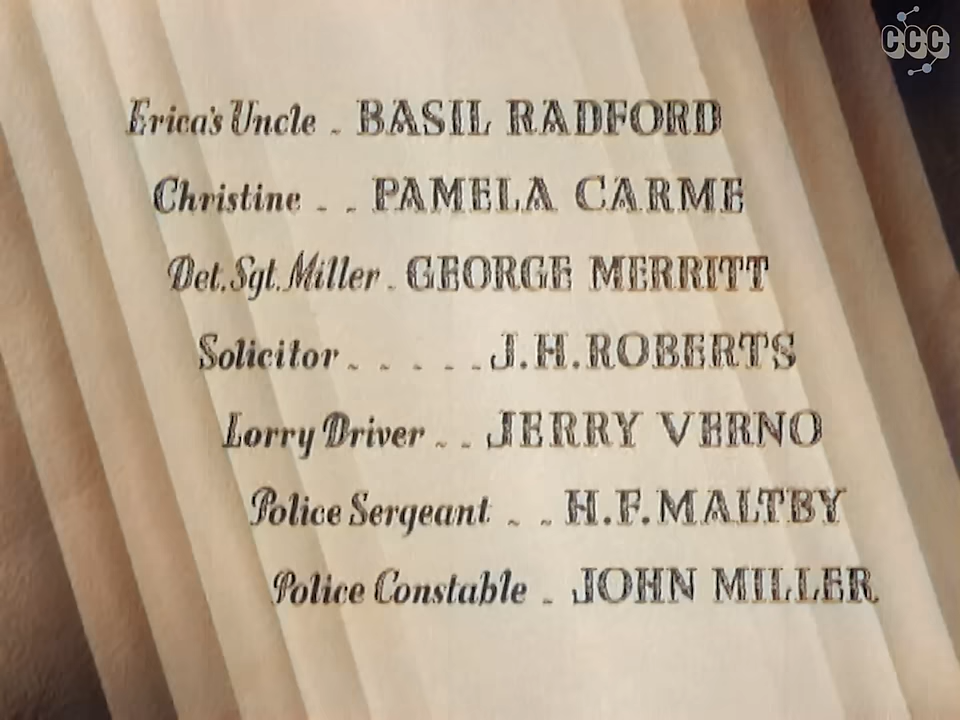 CCC
Erica's Uncle - BASIL RADFORD
Christine - - PAMELA CARME
Det. Sgt. Miller - GEORGE MERRITT
Solicitor - - - - - J.H. ROBERTS
Lorry Driver - - JERRY VERNO
Police Sergeant - - H.F. MALTBY
Police Constable - JOHN MILLER